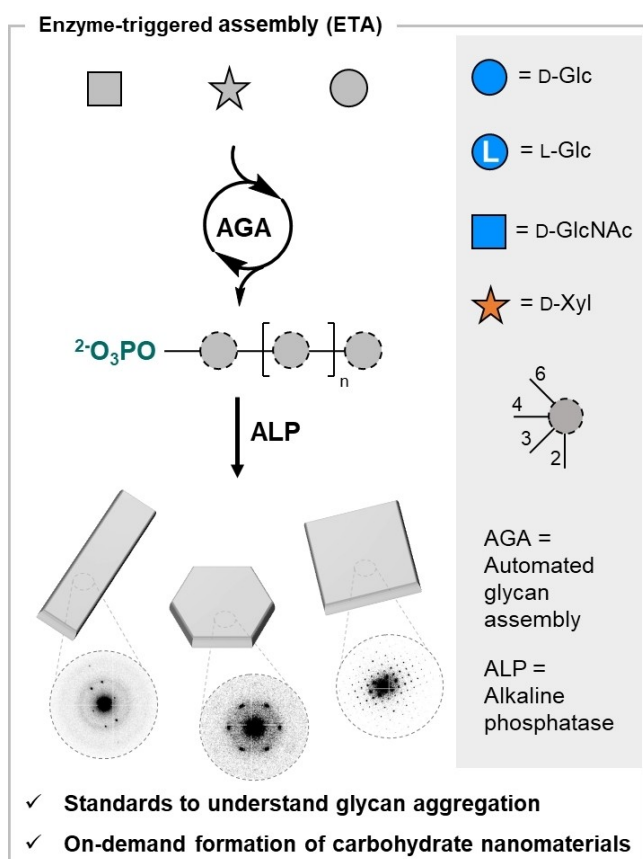 Enzyme-triggered assembly (ETA)
AGA
²⁻O₃PO
n
ALP
= D-Glc
L = L-Glc
= D-GlcNAc
= D-Xyl
6
4
3
2
AGA =
Automated
glycan
assembly
ALP =
Alkaline
phosphatase
✓ Standards to understand glycan aggregation
✓ On-demand formation of carbohydrate nanomaterials